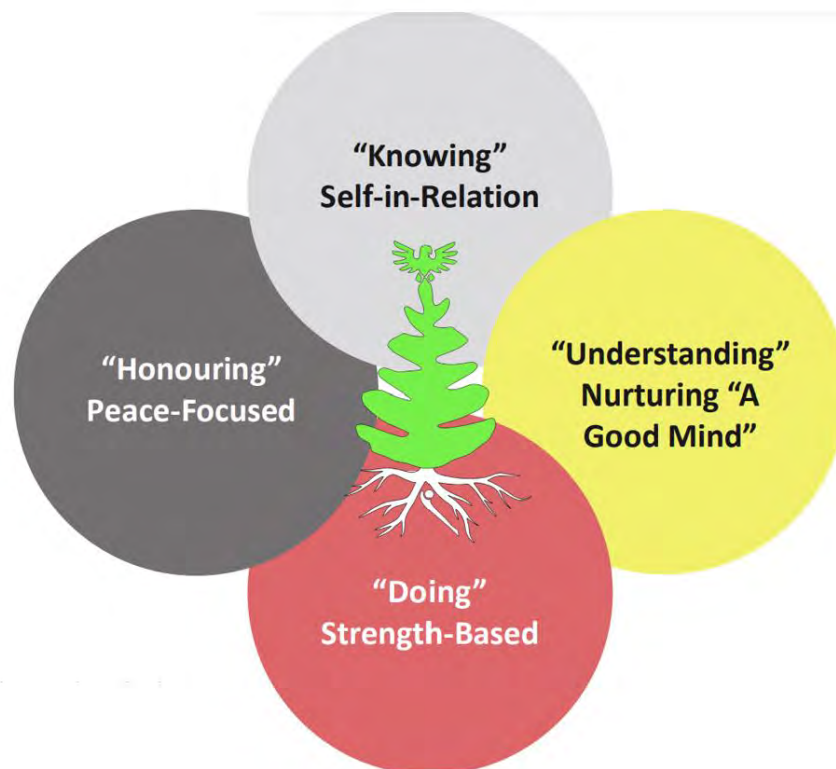 “Knowing”
Self-in-Relation
“Honouring”
Peace-Focused
“Understanding”
Nurturing “A
Good Mind”
“Doing”
Strength-Based